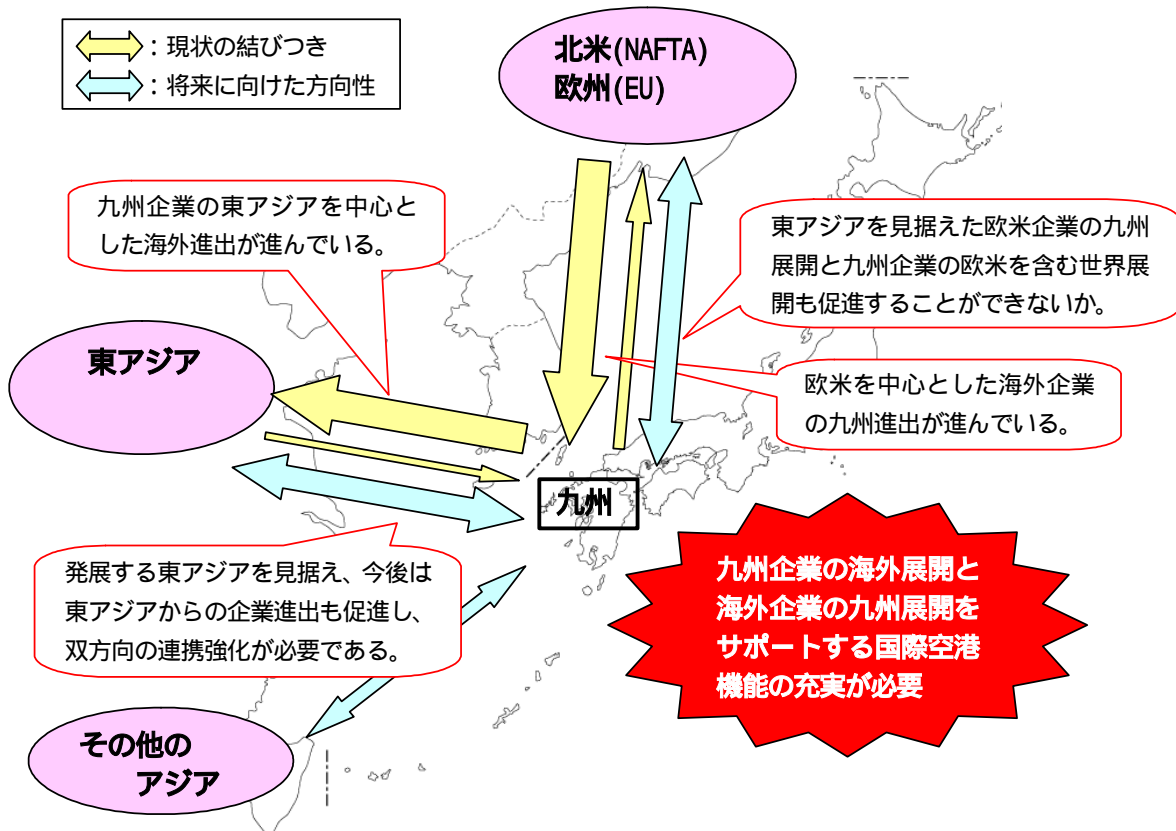 ：現状の結びつき
：将来に向けた方向性
北米(NAFTA)
欧州(EU)
九州企業の東アジアを中心と
した海外進出が進んでいる。
東アジアを見据えた欧米企業の九州
展開と九州企業の欧米を含む世界展
開も促進することができないか。
東アジア
欧米を中心とした海外企業
の九州進出が進んでいる。
九州
発展する東アジアを見据え、今後は
東アジアからの企業進出も促進し、
双方向の連携強化が必要である。
九州企業の海外展開と
海外企業の九州展開を
サポートする国際空港
機能の充実が必要
その他の
アジア